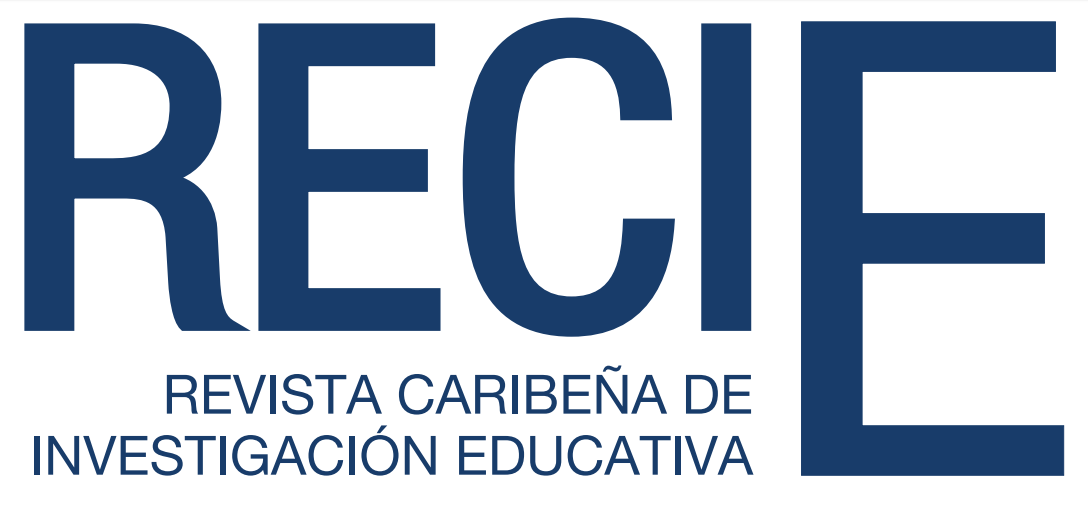 RECIE
REVISTA CARIBEÑA DE
INVESTIGACIÓN EDUCATIVA